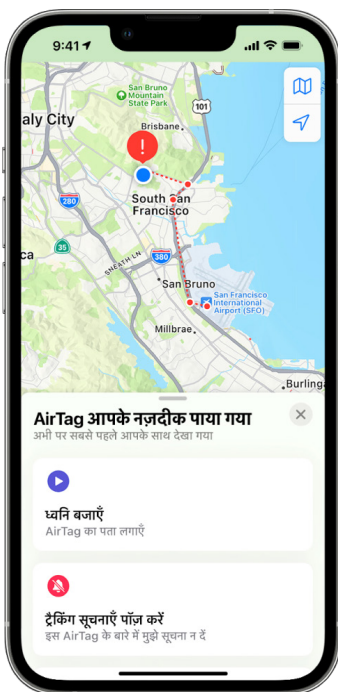 9:41
San Bruno
Mountain
State Park
101
aly City
Brisbane
South San
Francisco
280
35
ca
380
SNEATH LN
San Bruno
San Francisco
International
Airport (SFO)
Millbrae
Burling
AirTag आपके नज़दीक पाया गया
अभी पर सबसे पहले आपके साथ देखा गया
ध्वनि बजाएँ
AirTag का पता लगाएँ
ट्रैकिंग सूचनाएँ पॉज़ करें
इस AirTag के बारे में मुझे सूचना न दें